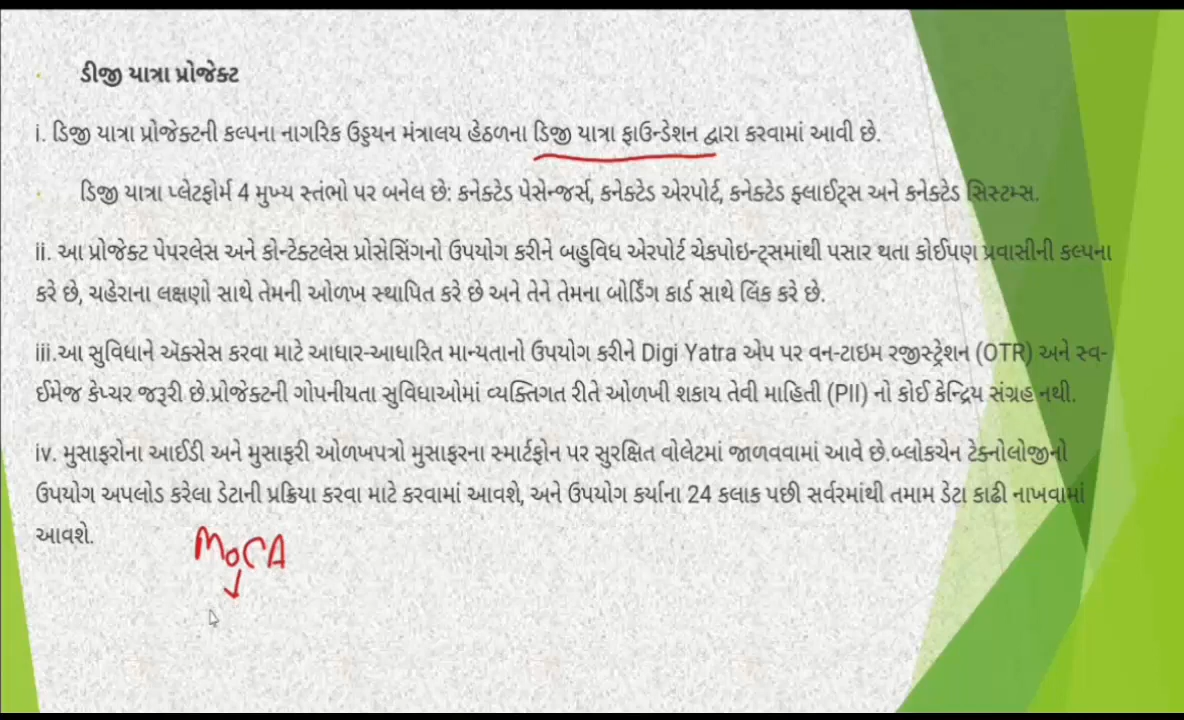 ડીજી યાત્રા પ્રોજેક્ટ
i. ડિજી યાત્રા પ્રોજેક્ટની કલ્પના નાગરિક ઉડ્ડયન મંત્રાલય હેઠળના ડિજી યાત્રા ફાઉન્ડેશન દ્વારા કરવામાં આવી છે.
ડિજી યાત્રા પ્લેટફોર્મ 4 મુખ્ય સ્તંભો પર બનેલ છે: કનેક્ટેડ પેસેન્જર્સ, કનેક્ટેડ એરપોર્ટ, કનેક્ટેડ ફ્લાઈટ્સ અને કનેક્ટેડ સિસ્ટમ્સ.
ii. આ પ્રોજેક્ટ પેપરલેસ અને કોન્ટેક્ટલેસ પ્રોસેસિંગનો ઉપયોગ કરીને બહુવિધ એરપોર્ટ ચેકપોઇન્ટ્સમાંથી પસાર થતા કોઈપણ પ્રવાસીની કલ્પના
કરે છે, ચહેરાના લક્ષણો સાથે તેમની ઓળખ સ્થાપિત કરે છે અને તેને તેમના બોર્ડિંગ કાર્ડ સાથે લિંક કરે છે.
iii.આ સુવિધાને ઍક્સેસ કરવા માટે આધાર-આધારિત માન્યતાનો ઉપયોગ કરીને Digi Yatra એપ પર વન-ટાઇમ રજીસ્ટ્રેશન (OTR) અને સ્વ-
ઈમેજ કેપ્ચર જરૂરી છે.પ્રોજેક્ટની ગોપનીયતા સુવિધાઓમાં વ્યક્તિગત રીતે ઓળખી શકાય તેવી માહિતી (PII) નો કોઈ કેન્દ્રિય સંગ્રહ નથી.
iv. મુસાફરોના આઈડી અને મુસાફરી ઓળખપત્રો મુસાફરના સ્માર્ટફોન પર સુરક્ષિત વોલેટમાં જાળવવામાં આવે છે.બ્લોકચેન ટેક્નોલોજીનો
ઉપયોગ અપલોડ કરેલા ડેટાની પ્રક્રિયા કરવા માટે કરવામાં આવશે, અને ઉપયોગ કર્યાના 24 કલાક પછી સર્વરમાંથી તમામ ડેટા કાઢી નાખવામાં
આવશે.
MoCA